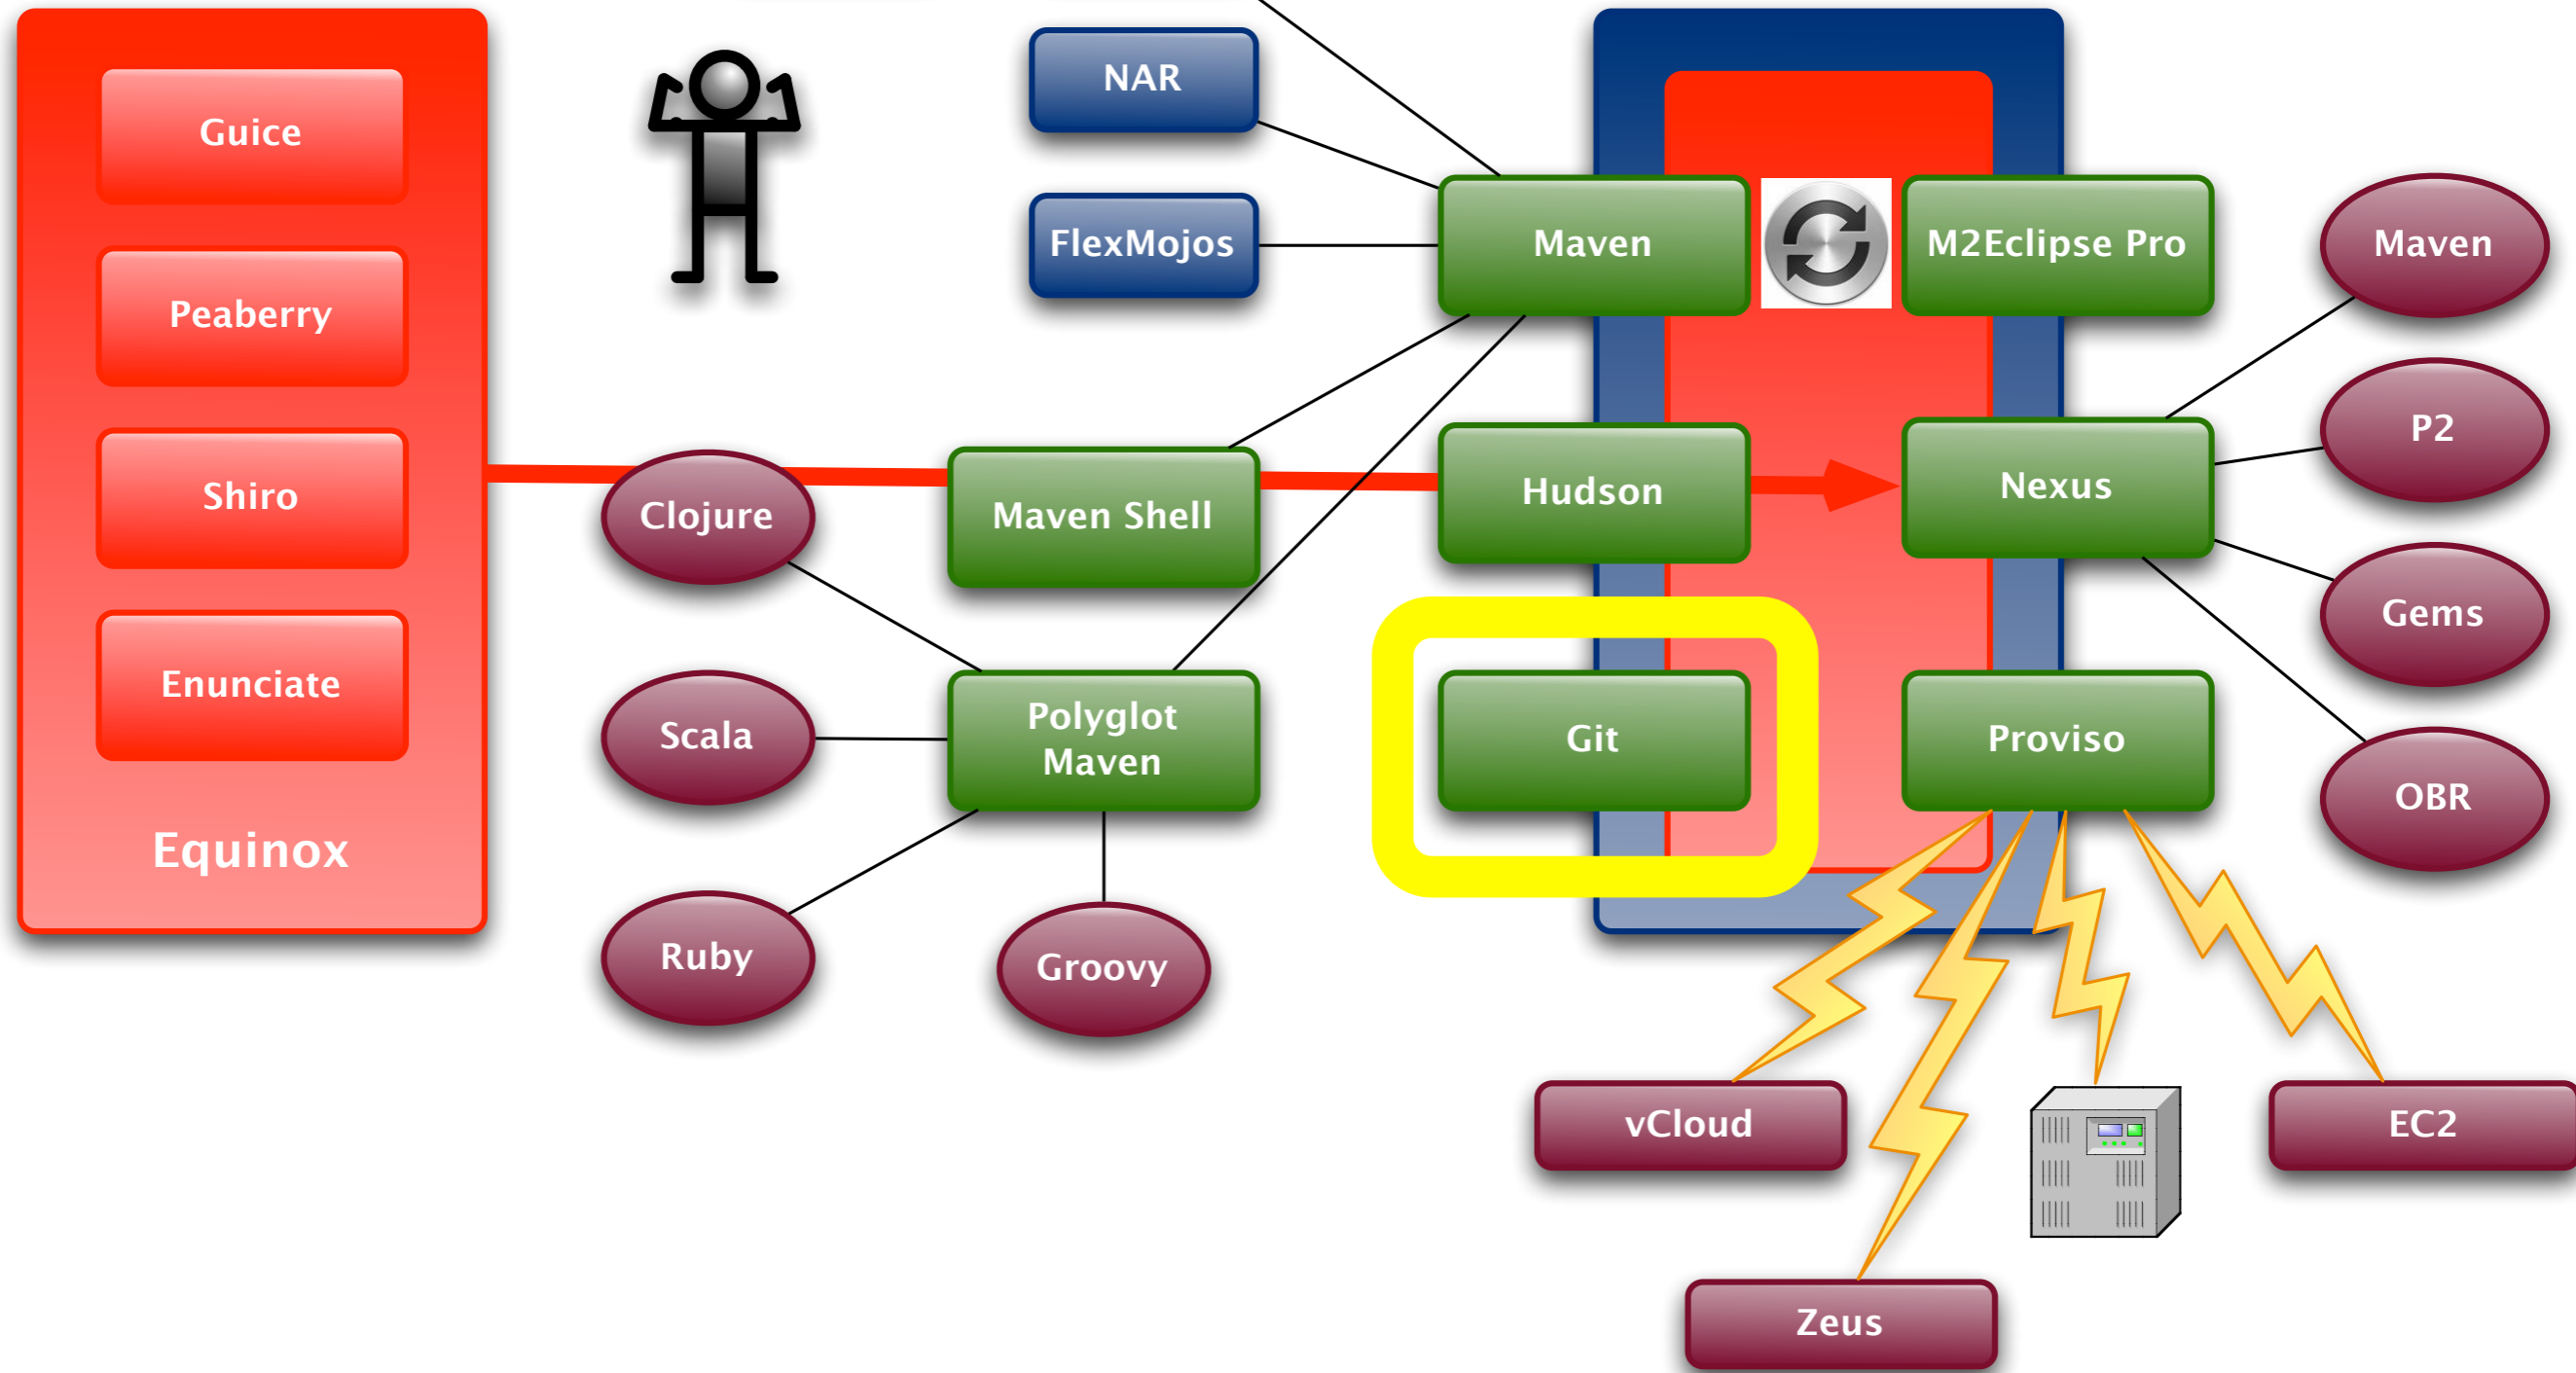 Guice
Peaberry
Shiro
Enunciate
Equinox
NAR
FlexMojos
Maven
M2Eclipse Pro
Maven
P2
Gems
OBR
Clojure
Maven Shell
Hudson
Nexus
Scala
Polyglot
Maven
Git
Proviso
Ruby
Groovy
vCloud
EC2
Zeus